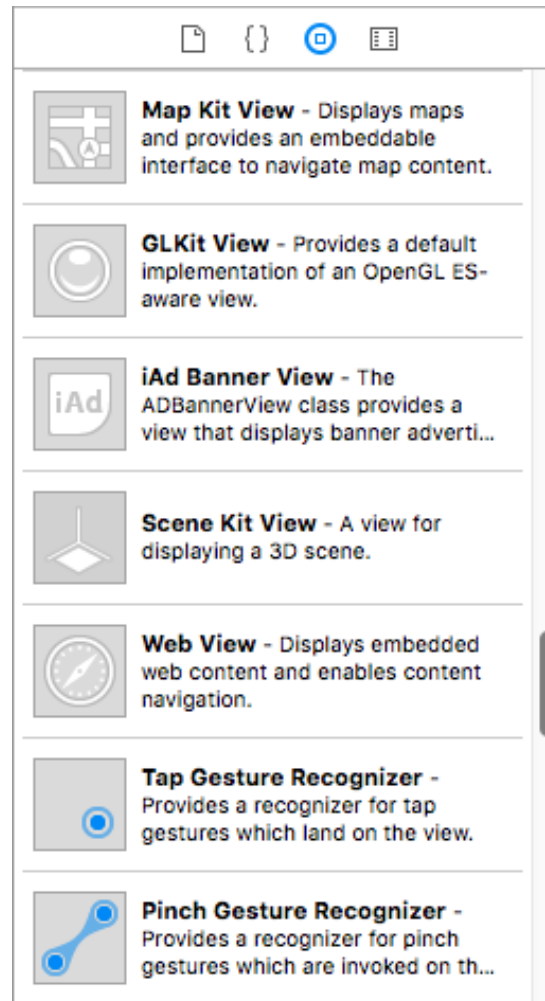 { }
Map Kit View - Displays maps
and provides an embeddable
interface to navigate map content.
GLKit View - Provides a default
implementation of an OpenGL ES-
aware view.
iAd
iAd Banner View - The
ADBannerView class provides a
view that displays banner adverti...
Scene Kit View - A view for
displaying a 3D scene.
Web View - Displays embedded
web content and enables content
navigation.
Tap Gesture Recognizer -
Provides a recognizer for tap
gestures which land on the view.
Pinch Gesture Recognizer -
Provides a recognizer for pinch
gestures which are invoked on th...